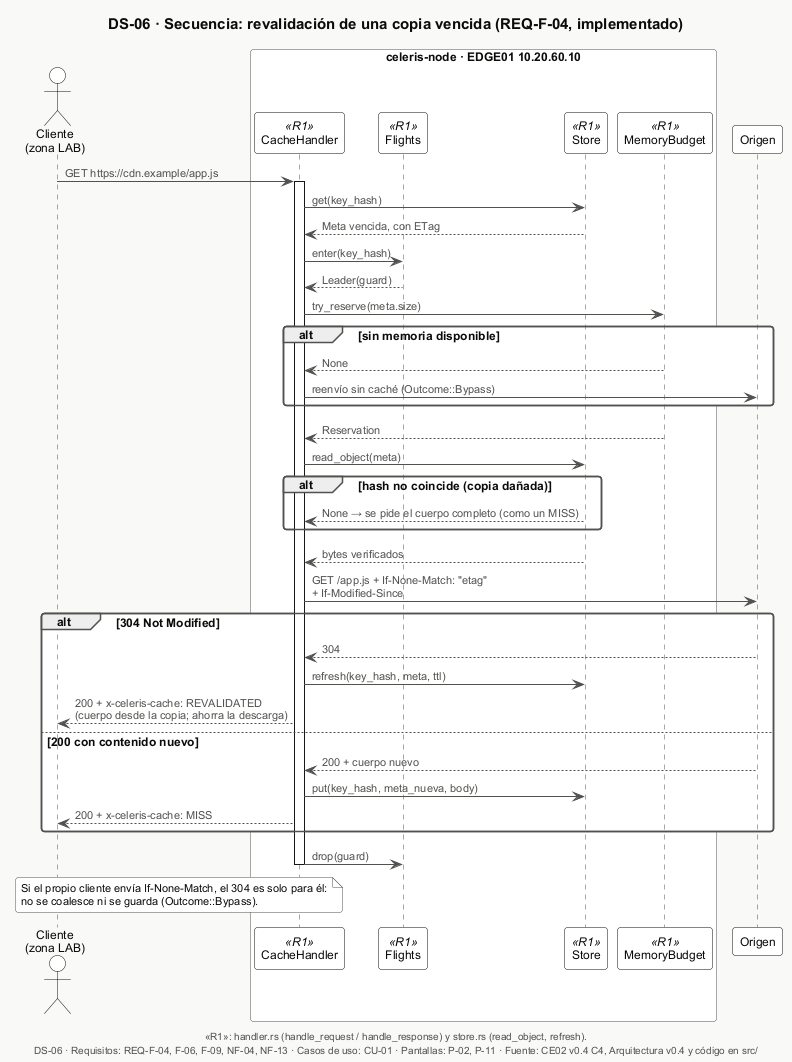 DS-06 · Secuencia: revalidación de una copia vencida (REQ-F-04, implementado)
celeris-node · EDGE01 10.20.60.10
Cliente
(zona LAB)
«R1»
CacheHandler
«R1»
Flights
«R1»
Store
«R1»
MemoryBudget
Origen
GET https://cdn.example/app.js
get(key_hash)
Meta vencida, con ETag
enter(key_hash)
Leader(guard)
try_reserve(meta.size)
alt
[sin memoria disponible]
None
reenvío sin caché (Outcome::Bypass)
Reservation
read_object(meta)
alt
[hash no coincide (copia dañada)]
None → se pide el cuerpo completo (como un MISS)
bytes verificados
GET /app.js + If-None-Match: "etag"
+ If-Modified-Since
alt
[304 Not Modified]
304
refresh(key_hash, meta, ttl)
200 + x-celeris-cache: REVALIDATED
(cuerpo desde la copia; ahorra la descarga)
[200 con contenido nuevo]
200 + cuerpo nuevo
put(key_hash, meta_nueva, body)
200 + x-celeris-cache: MISS
drop(guard)
Si el propio cliente envía If-None-Match, el 304 es solo para él:
no se coalesce ni se guarda (Outcome::Bypass).
Cliente
(zona LAB)
«R1»
CacheHandler
«R1»
Flights
«R1»
Store
«R1»
MemoryBudget
Origen
«R1»: handler.rs (handle_request / handle_response) y store.rs (read_object, refresh).
DS-06 · Requisitos: REQ-F-04, F-06, F-09, NF-04, NF-13 · Casos de uso: CU-01 · Pantallas: P-02, P-11 · Fuente: CE02 v0.4 C4, Arquitectura v0.4 y código en src/